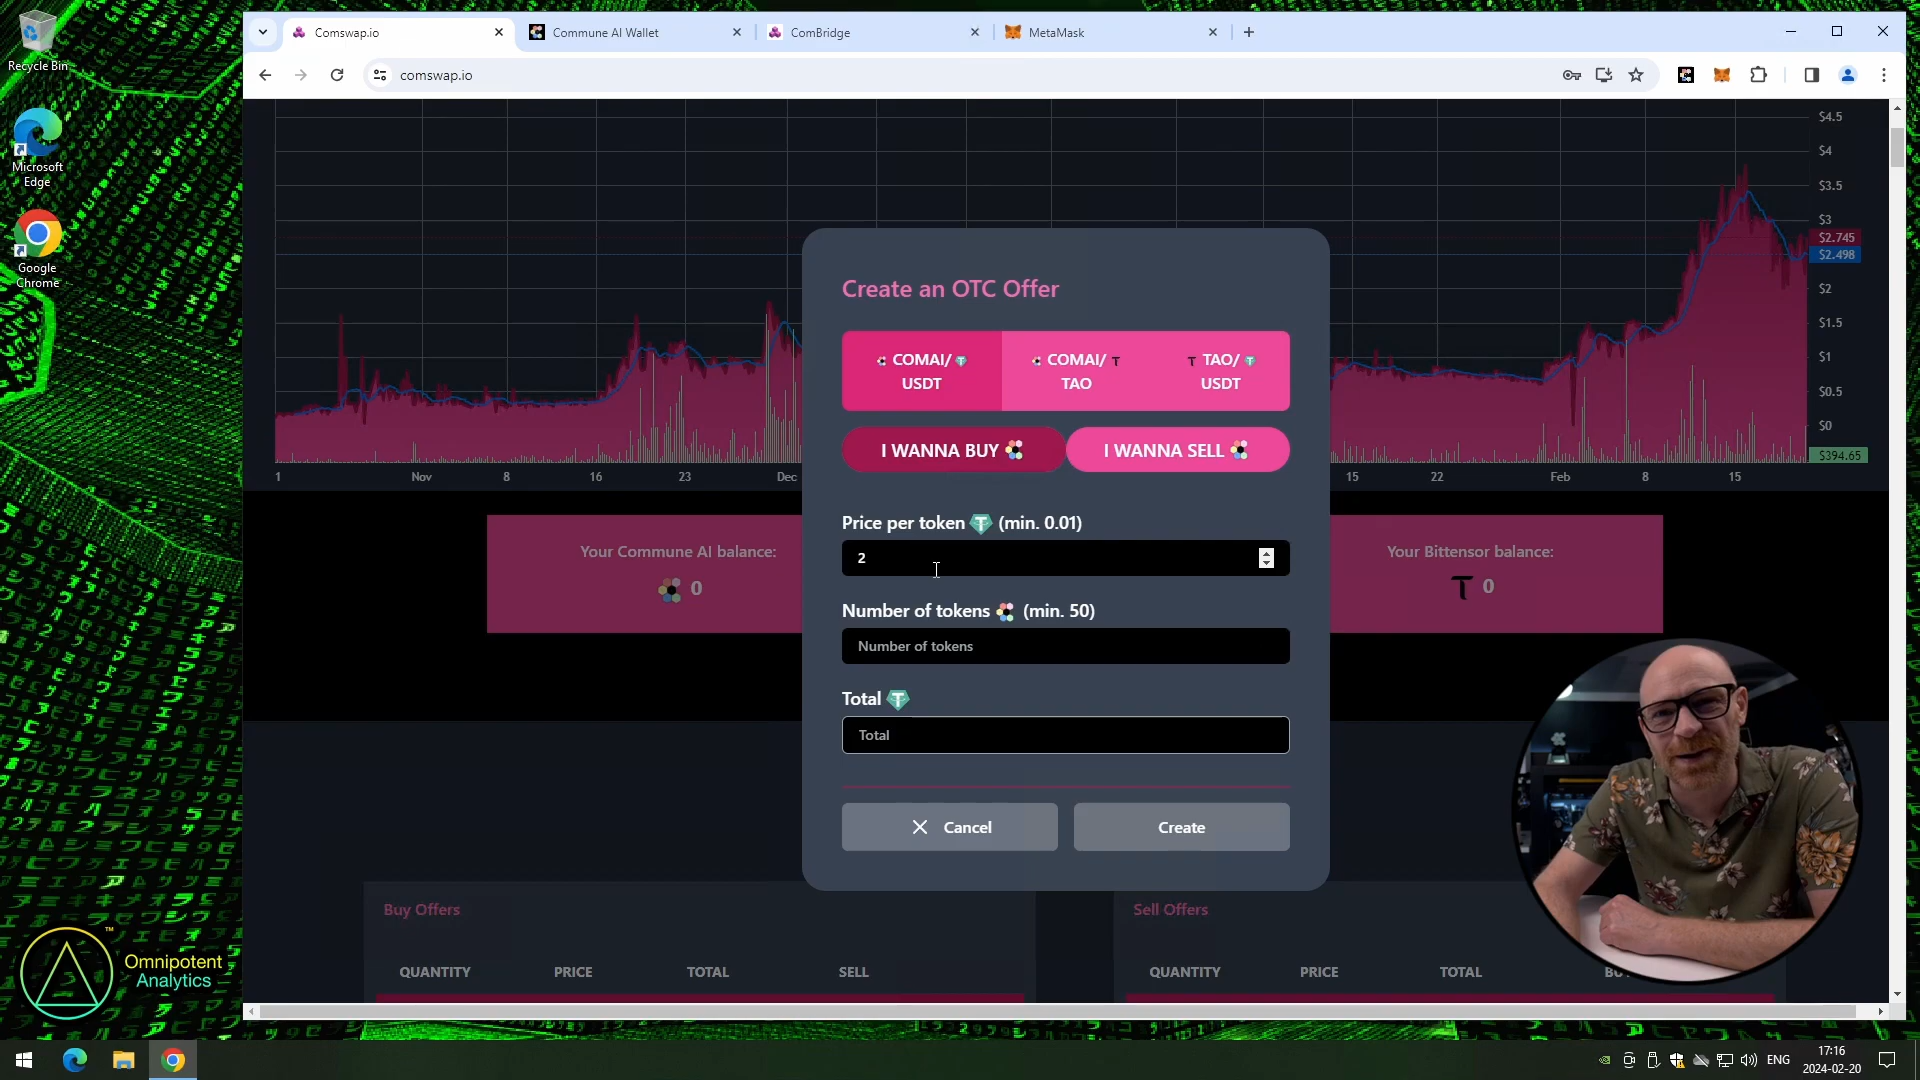 Recycle Bin
Microsoft
Edge
Google
Chrome
Omnipotent
Analytics
TM
Comswap.io
Commune AI Wallet
ComBridge
MetaMask
comswap.io
$4.5
$4
$3.5
$3
$2.745
$2.498
$2
$1.5
$1
$0.5
$0
$394.65
1
Nov
8
16
23
Dec
15
22
Feb
8
15
Create an OTC Offer
COMAI/
USDT
COMAI/
TAO
TAO/
USDT
I WANNA BUY
I WANNA SELL
Price per token (min. 0.01)
2
Number of tokens (min. 50)
Number of tokens
Total
Total
Cancel
Create
Your Commune AI balance:
0
Your Bittensor balance:
0
Buy Offers
QUANTITY PRICE TOTAL SELL
Sell Offers
QUANTITY PRICE TOTAL
ENG
17:16
2024-02-20